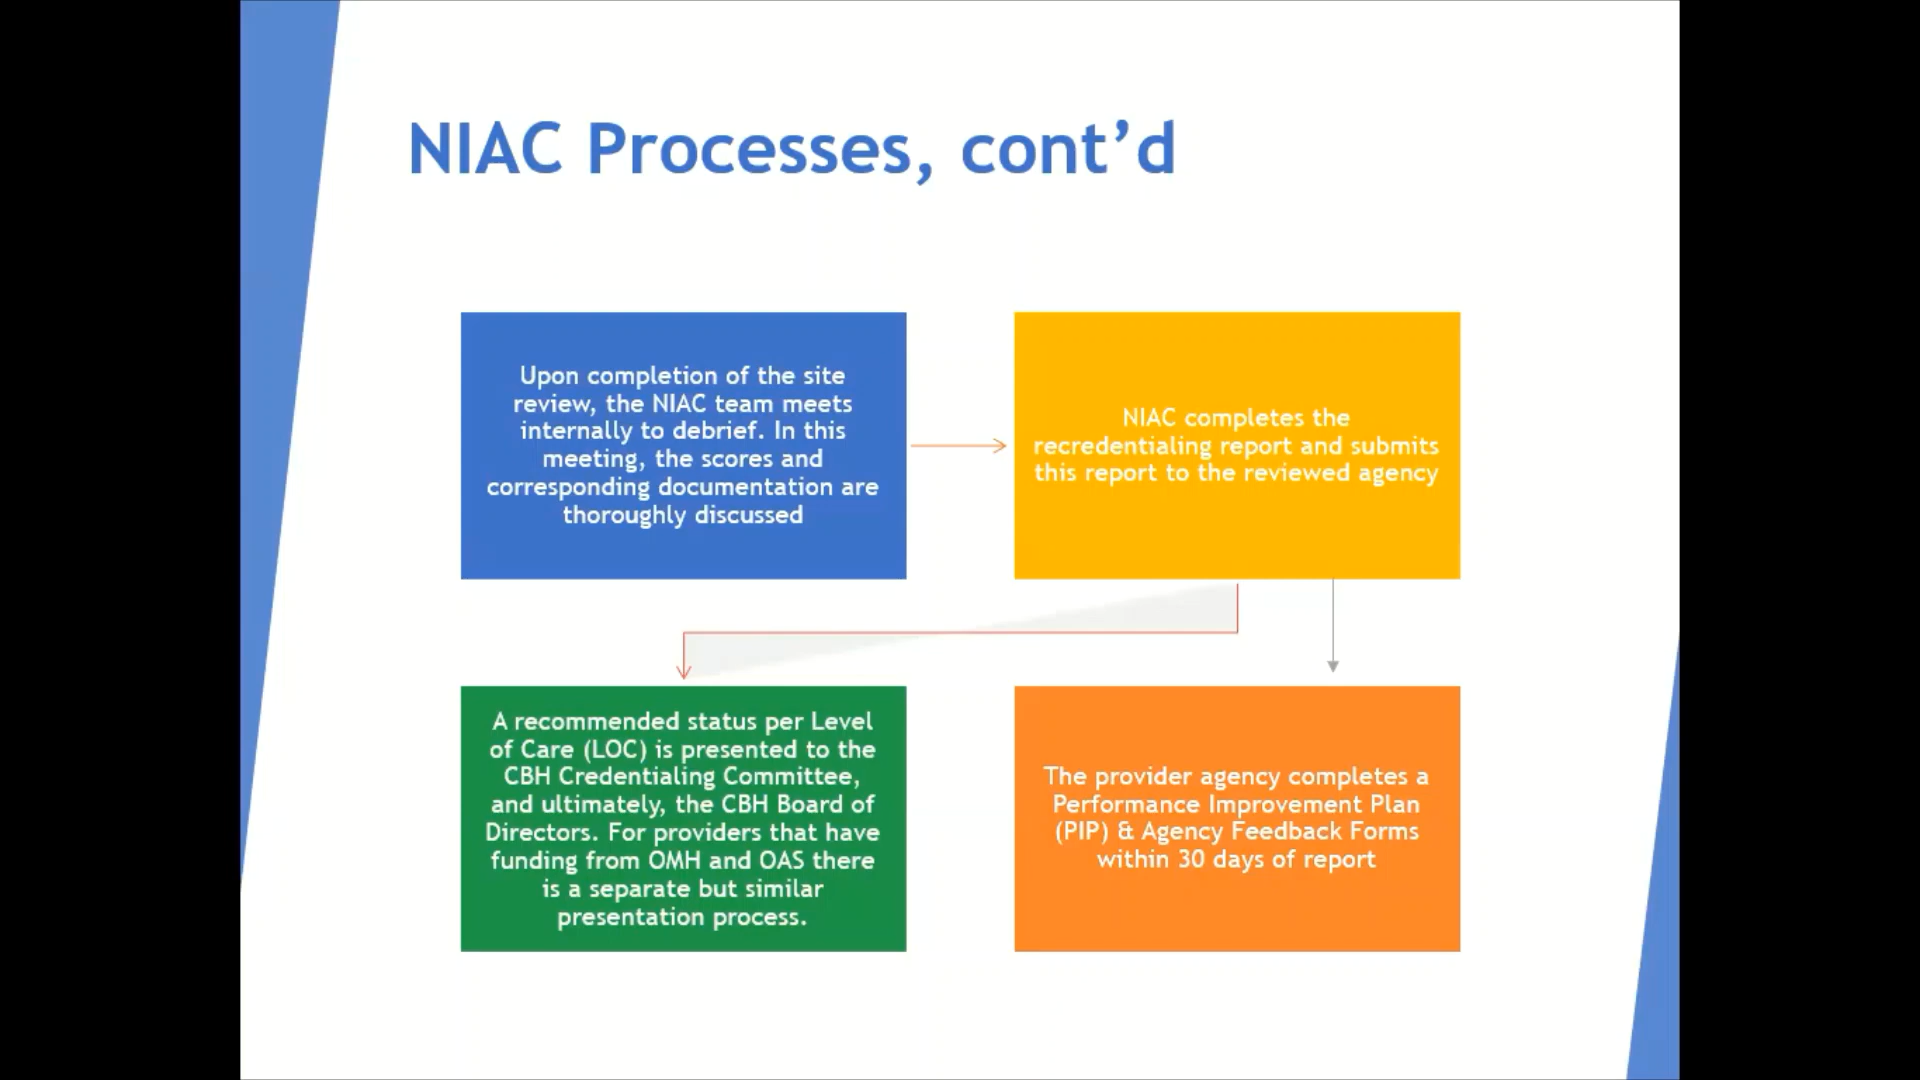 NIAC Processes, cont’d
Upon completion of the site
review, the NIAC team meets
internally to debrief. In this
meeting, the scores and
corresponding documentation are
thoroughly discussed
NIAC completes the
recredentialing report and submits
this report to the reviewed agency
A recommended status per Level
of Care (LOC) is presented to the
CBH Credentialing Committee,
and ultimately, the CBH Board of
Directors. For providers that have
funding from OMH and OAS there
is a separate but similar
presentation process.
The provider agency completes a
Performance Improvement Plan
(PIP) & Agency Feedback Forms
within 30 days of report